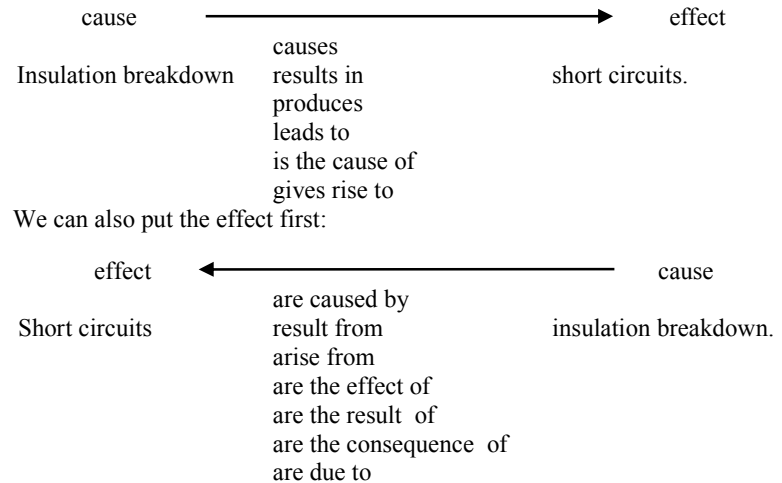 cause effect
causes
Insulation breakdown results in short circuits.
produces
leads to
is the cause of
gives rise to
We can also put the effect first:
effect cause
are caused by
Short circuits result from insulation breakdown.
arise from
are the effect of
are the result of
are the consequence of
are due to